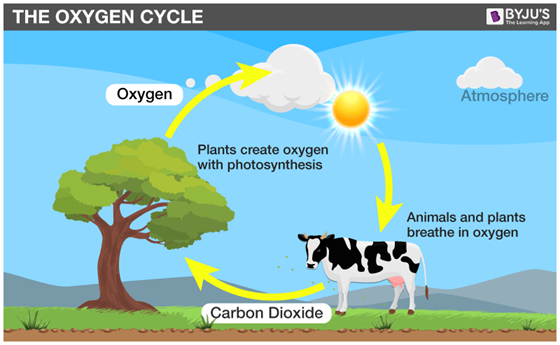 THE OXYGEN CYCLE
BYJU'S
The Learning App
Oxygen
Atmosphere
Plants create oxygen
with photosynthesis
Animals and plants
breathe in oxygen
Carbon Dioxide